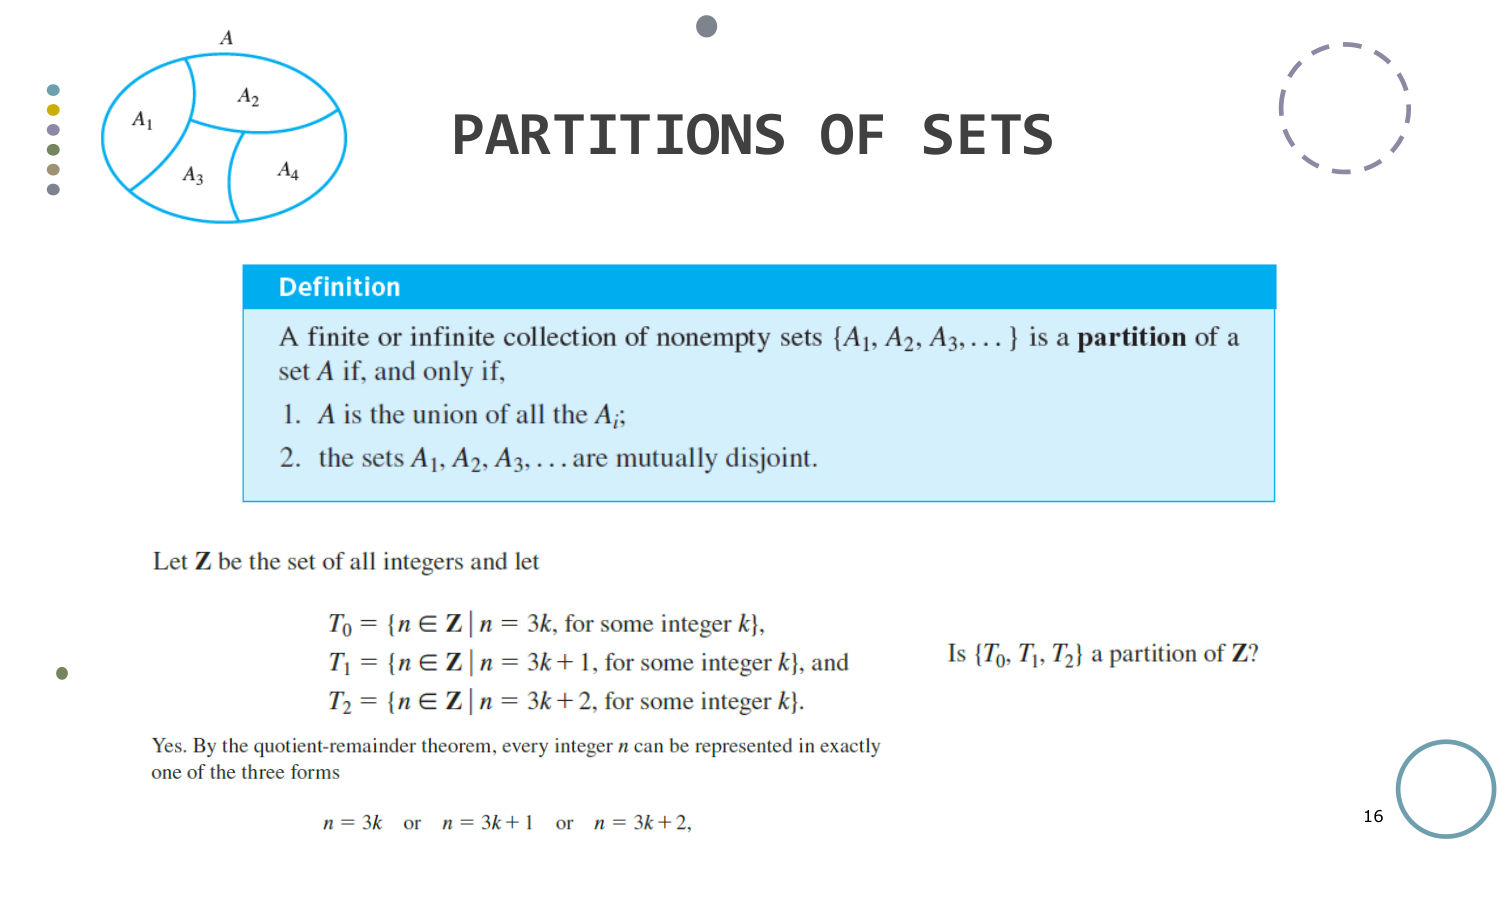 A
A₁
A₂
A₃
A₄
PARTITIONS OF SETS
Definition
A finite or infinite collection of nonempty sets {A₁, A₂, A₃, . . . } is a partition of a
set A if, and only if,
1. A is the union of all the Aᵢ;
2. the sets A₁, A₂, A₃, . . . are mutually disjoint.
Let Z be the set of all integers and let
T₀ = {n ∈ Z | n = 3k, for some integer k},
T₁ = {n ∈ Z | n = 3k + 1, for some integer k}, and
T₂ = {n ∈ Z | n = 3k + 2, for some integer k}.
Is {T₀, T₁, T₂} a partition of Z?
Yes. By the quotient-remainder theorem, every integer n can be represented in exactly
one of the three forms
n = 3k or n = 3k + 1 or n = 3k + 2,
16